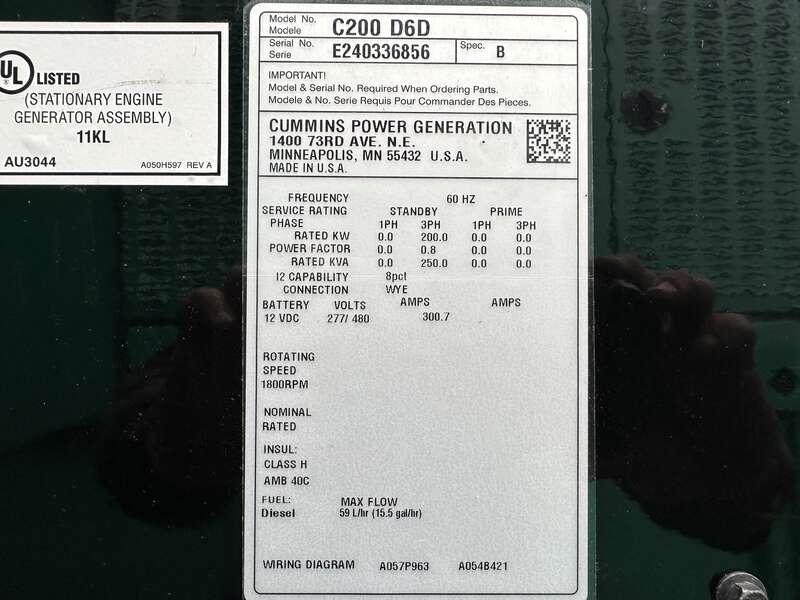 UL LISTED
®
(STATIONARY ENGINE
GENERATOR ASSEMBLY)
11KL
AU3044 A050H597 REV A
Model No. C200 D6D
Modele
Serial No. E240336856 Spec. B
Serie
IMPORTANT!
Model & Serial No. Required When Ordering Parts.
Modele & No. Serie Requis Pour Commander Des Pieces.
CUMMINS POWER GENERATION
1400 73RD AVE. N.E.
MINNEAPOLIS, MN 55432 U.S.A.
MADE IN U.S.A.
FREQUENCY 60 HZ
SERVICE RATING STANDBY PRIME
PHASE 1PH 3PH 1PH 3PH
RATED KW 0.0 200.0 0.0 0.0
POWER FACTOR 0.0 0.8 0.0 0.0
RATED KVA 0.0 250.0 0.0 0.0
I2 CAPABILITY 8pct
CONNECTION WYE
BATTERY VOLTS AMPS AMPS
12 VDC 277/ 480 300.7
ROTATING
SPEED
1800RPM
NOMINAL
RATED
INSUL:
CLASS H
AMB 40C
FUEL: MAX FLOW
Diesel 59 L/hr (15.5 gal/hr)
WIRING DIAGRAM A057P963 A054B421